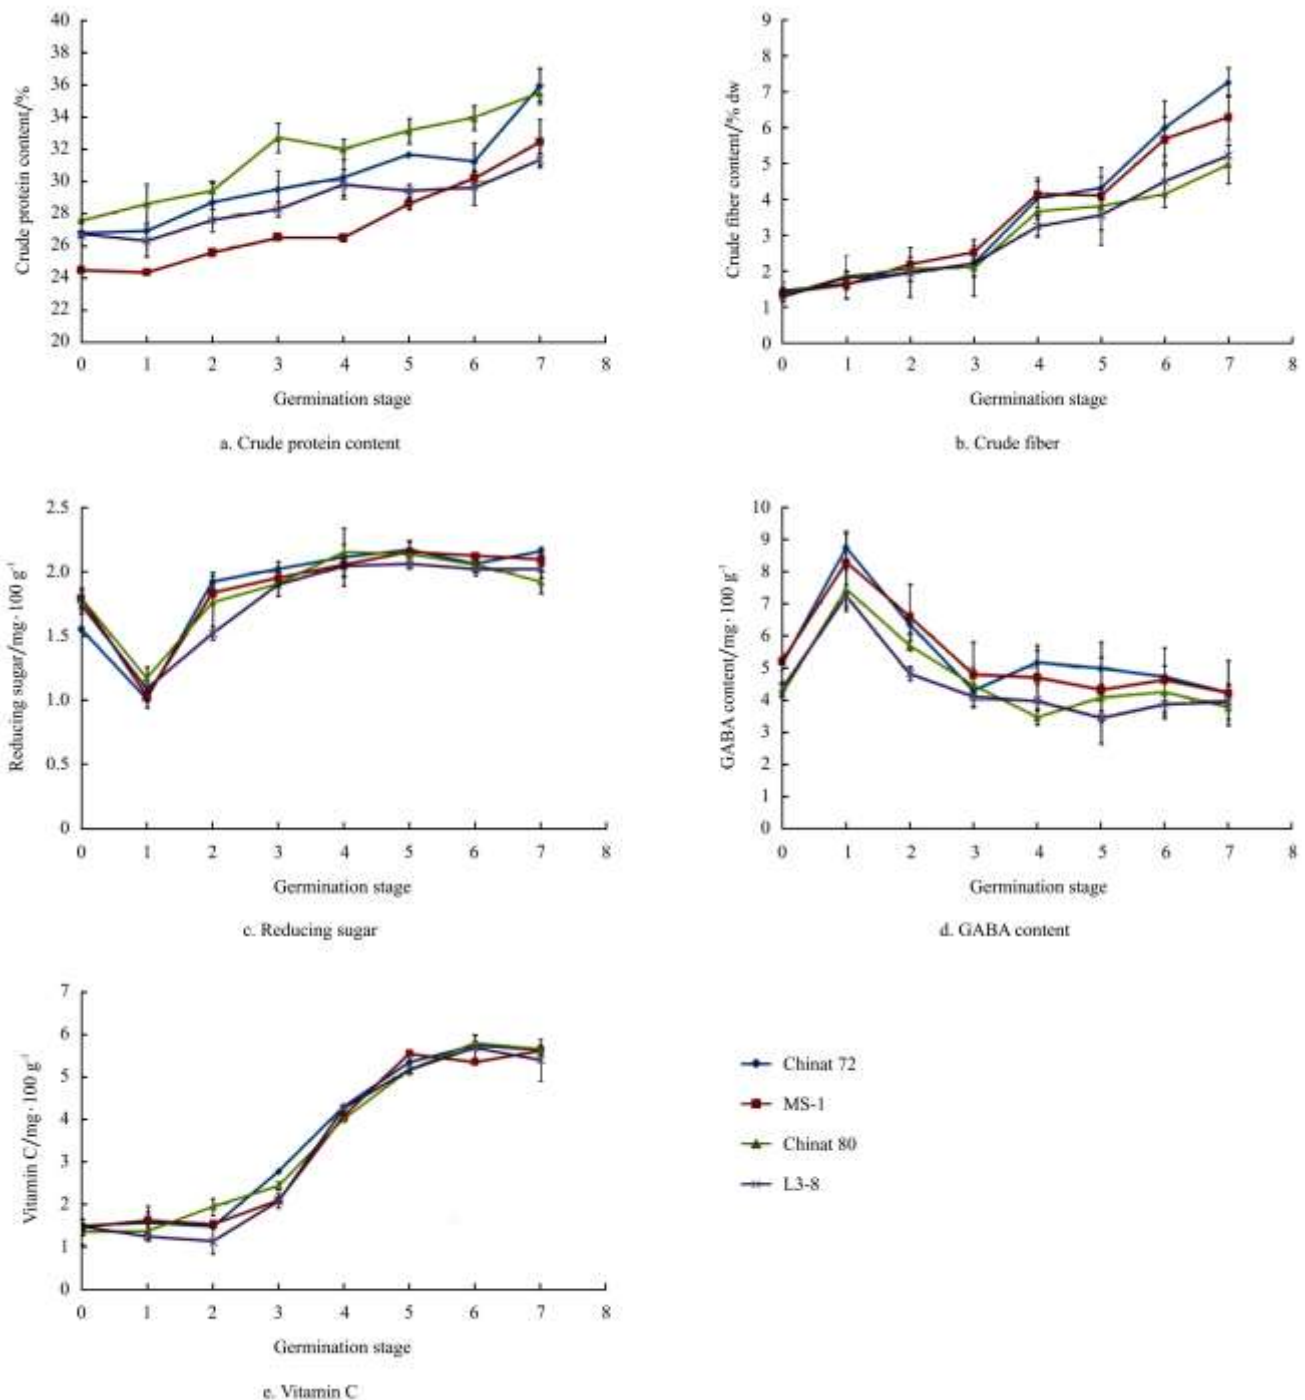 40
38
36
34
32
30
28
26
24
22
20
Crude protein content/%
0 1 2 3 4 5 6 7 8
Germination stage
a. Crude protein content
8
7
6
5
4
3
2
1
0
Crude fiber content/% dw
0 1 2 3 4 5 6 7 8
Germination stage
b. Crude fiber
2.5
2.0
1.5
1.0
0.5
0
Reducing sugar/mg·100 g⁻¹
0 1 2 3 4 5 6 7 8
Germination stage
c. Reducing sugar
10
9
8
7
6
5
4
3
2
1
0
GABA content/mg·100 g⁻¹
0 1 2 3 4 5 6 7 8
Germination stage
d. GABA content
7
6
5
4
3
2
1
0
Vitamin C/mg·100 g⁻¹
0 1 2 3 4 5 6 7 8
Germination stage
e. Vitamin C
Chinat 72
MS-1
Chinat 80
L3-8